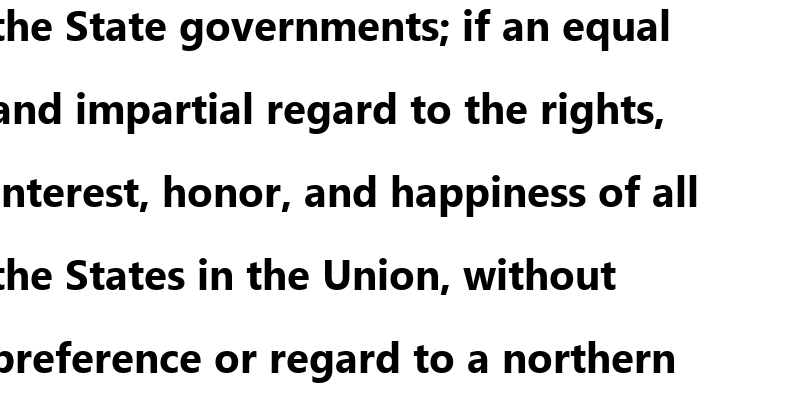 the State governments; if an equal
and impartial regard to the rights,
interest, honor, and happiness of all
the States in the Union, without
preference or regard to a northern